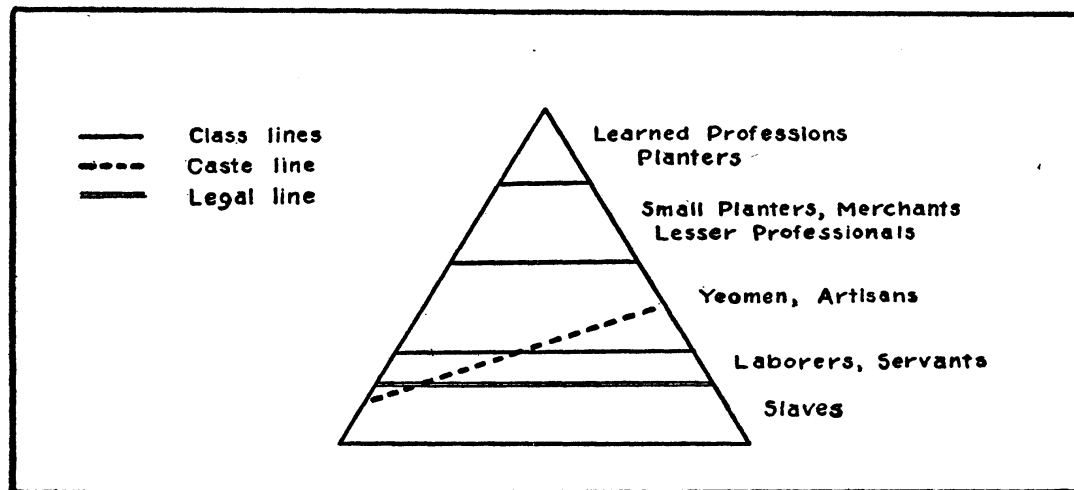 Class lines
Caste line
Legal line
Learned Professions
Planters
Small Planters, Merchants
Lesser Professionals
Yeomen, Artisans
Laborers, Servants
Slaves